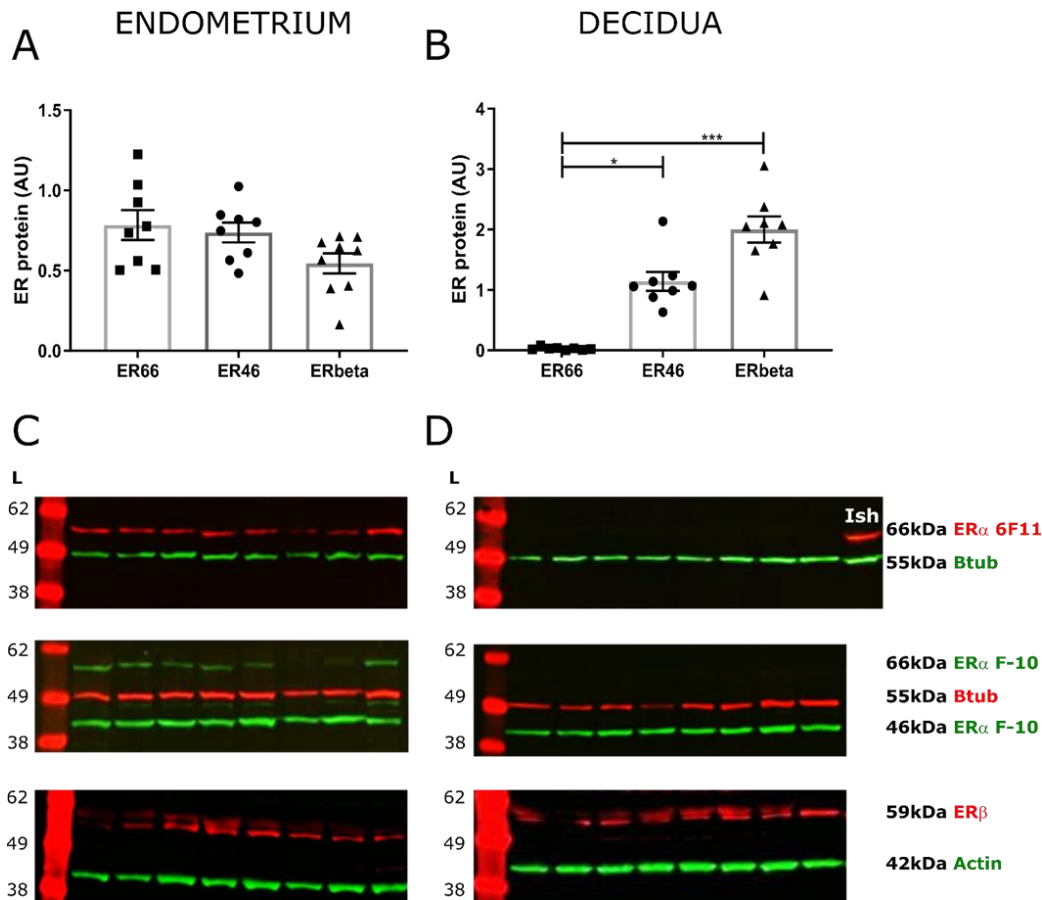 ENDOMETRIUM
DECIDUA
A
B
1.5
1.0
0.5
0.0
ER protein (AU)
ER66 ER46 ERbeta
4
3
2
1
0
ER protein (AU)
***
*
ER66 ER46 ERbeta
C
D
L
62
49
38
L
62
49
38
Ish
66kDa ERα 6F11
55kDa Btub
62
49
38
62
49
38
66kDa ERα F-10
55kDa Btub
46kDa ERα F-10
62
49
38
62
49
38
59kDa ERβ
42kDa Actin